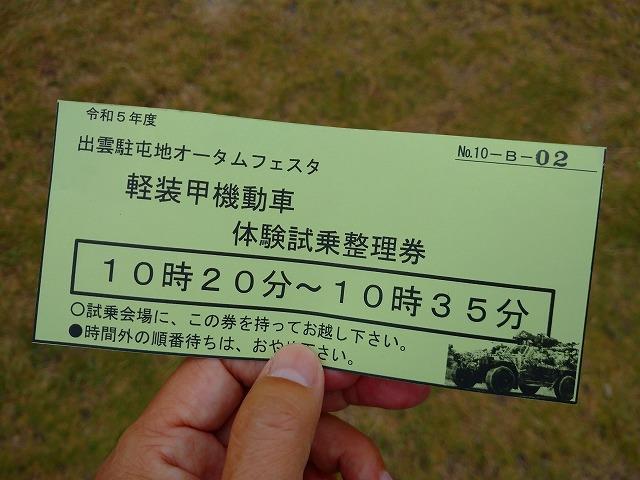 令和５年度
出雲駐屯地オータムフェスタ
No.10－B－02
軽装甲機動車
体験試乗整理券
１０時２０分～１０時３５分
○試乗会場に、この券を持ってお越し下さい。
●時間外の順番待ちは、おやめ下さい。